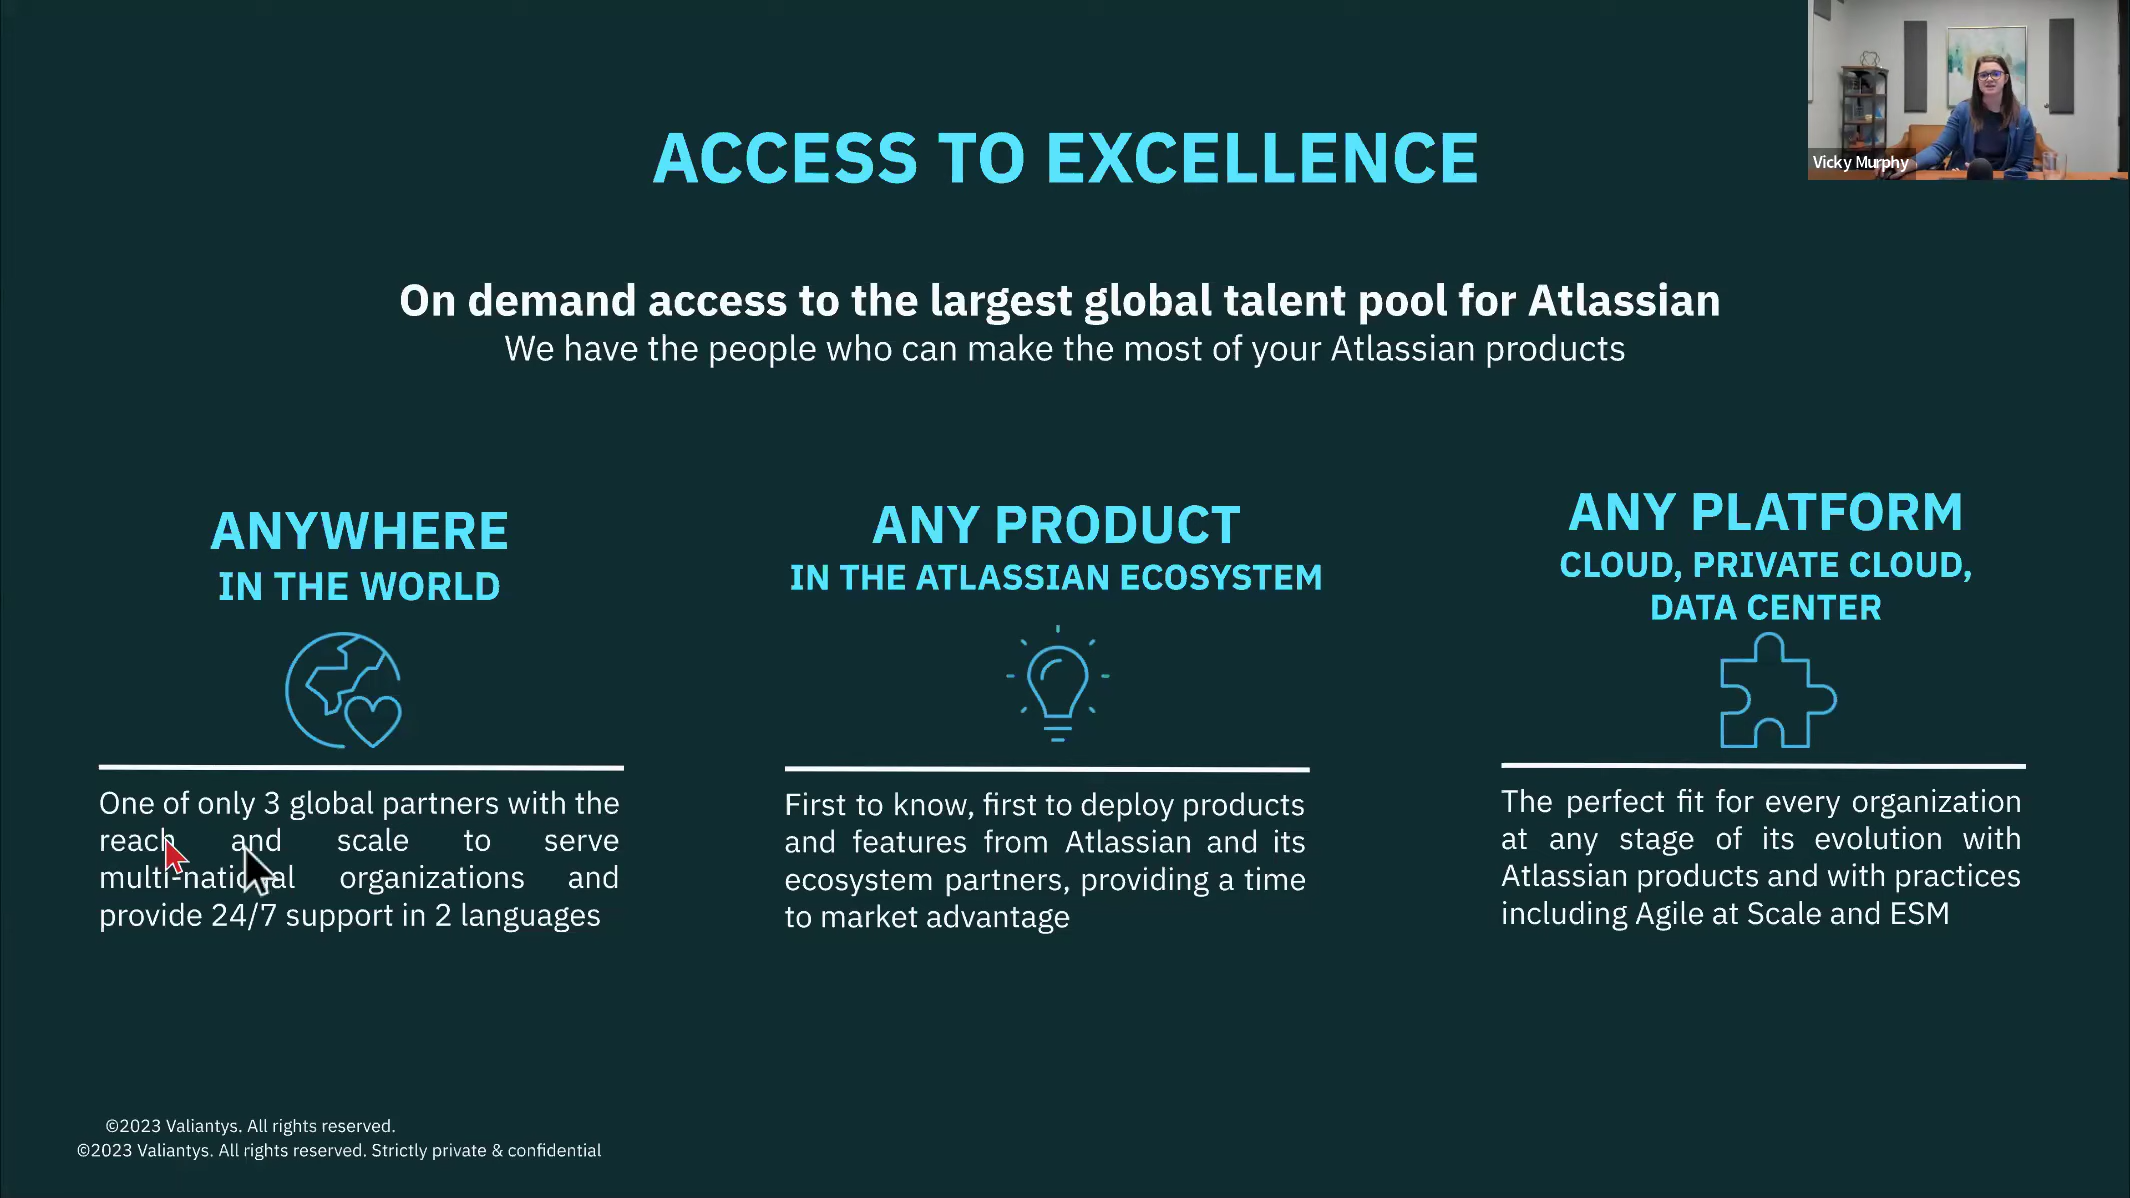 ACCESS TO EXCELLENCE
Vicky Murphy
On demand access to the largest global talent pool for Atlassian
We have the people who can make the most of your Atlassian products
ANYWHERE
IN THE WORLD
One of only 3 global partners with the
reach and scale to serve
multi-national organizations and
provide 24/7 support in 2 languages
ANY PRODUCT
IN THE ATLASSIAN ECOSYSTEM
First to know, first to deploy products
and features from Atlassian and its
ecosystem partners, providing a time
to market advantage
ANY PLATFORM
CLOUD, PRIVATE CLOUD,
DATA CENTER
The perfect fit for every organization
at any stage of its evolution with
Atlassian products and with practices
including Agile at Scale and ESM
©2023 Valiantys. All rights reserved.
©2023 Valiantys. All rights reserved. Strictly private & confidential